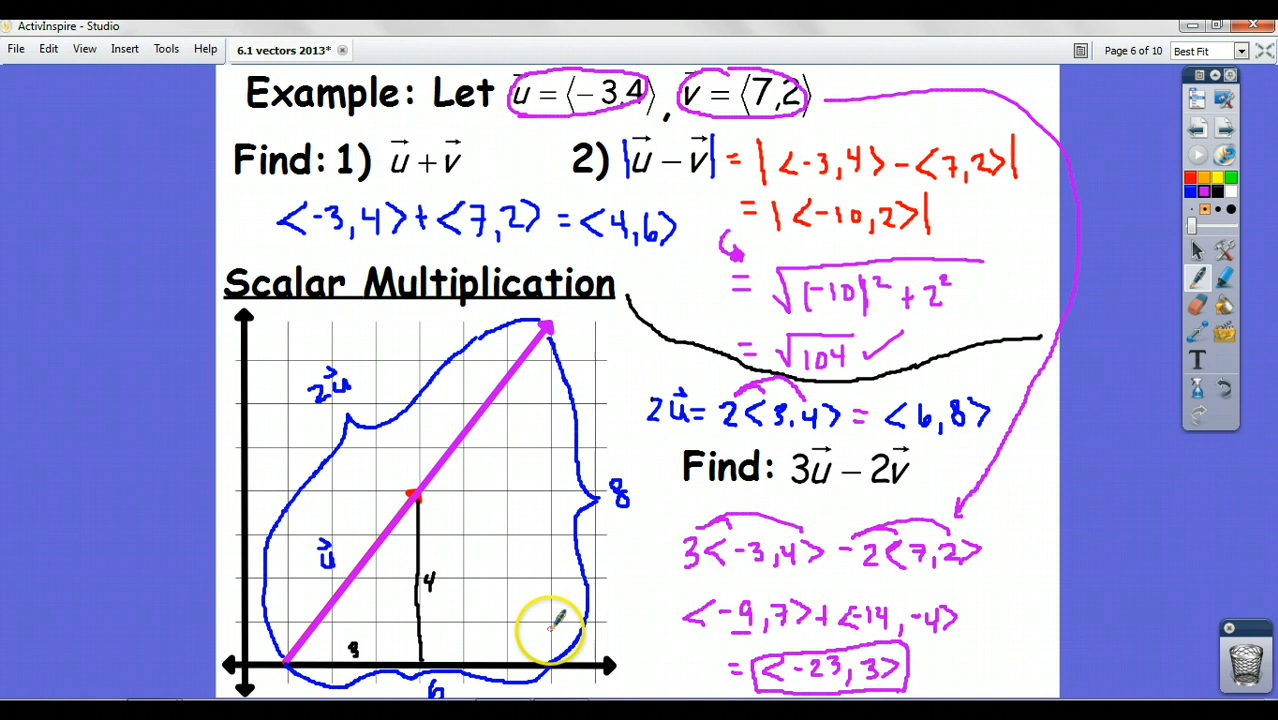 ActivInspire - Studio
File Edit View Insert Tools Help 6.1 vectors 2013* Page 6 of 10 Best Fit
Example: Let u⃗ = ⟨-3,4⟩, v⃗ = ⟨7,2⟩
Find: 1) u⃗ + v⃗
2) |u⃗ - v⃗| = |<-3,4> - <7,2>|
<-3,4> + <7,2> = <4,6>
= |<-10,2>|
= √(-10)² + 2²
= √104 ✓
Scalar Multiplication
2u⃗
u⃗
4
3
8
6
2u⃗ = 2<3,4> = <6,8>
Find: 3u⃗ - 2v⃗
3<-3,4> - 2<7,2>
<-9,7> + <-14,-4>
= <-23,3>
T